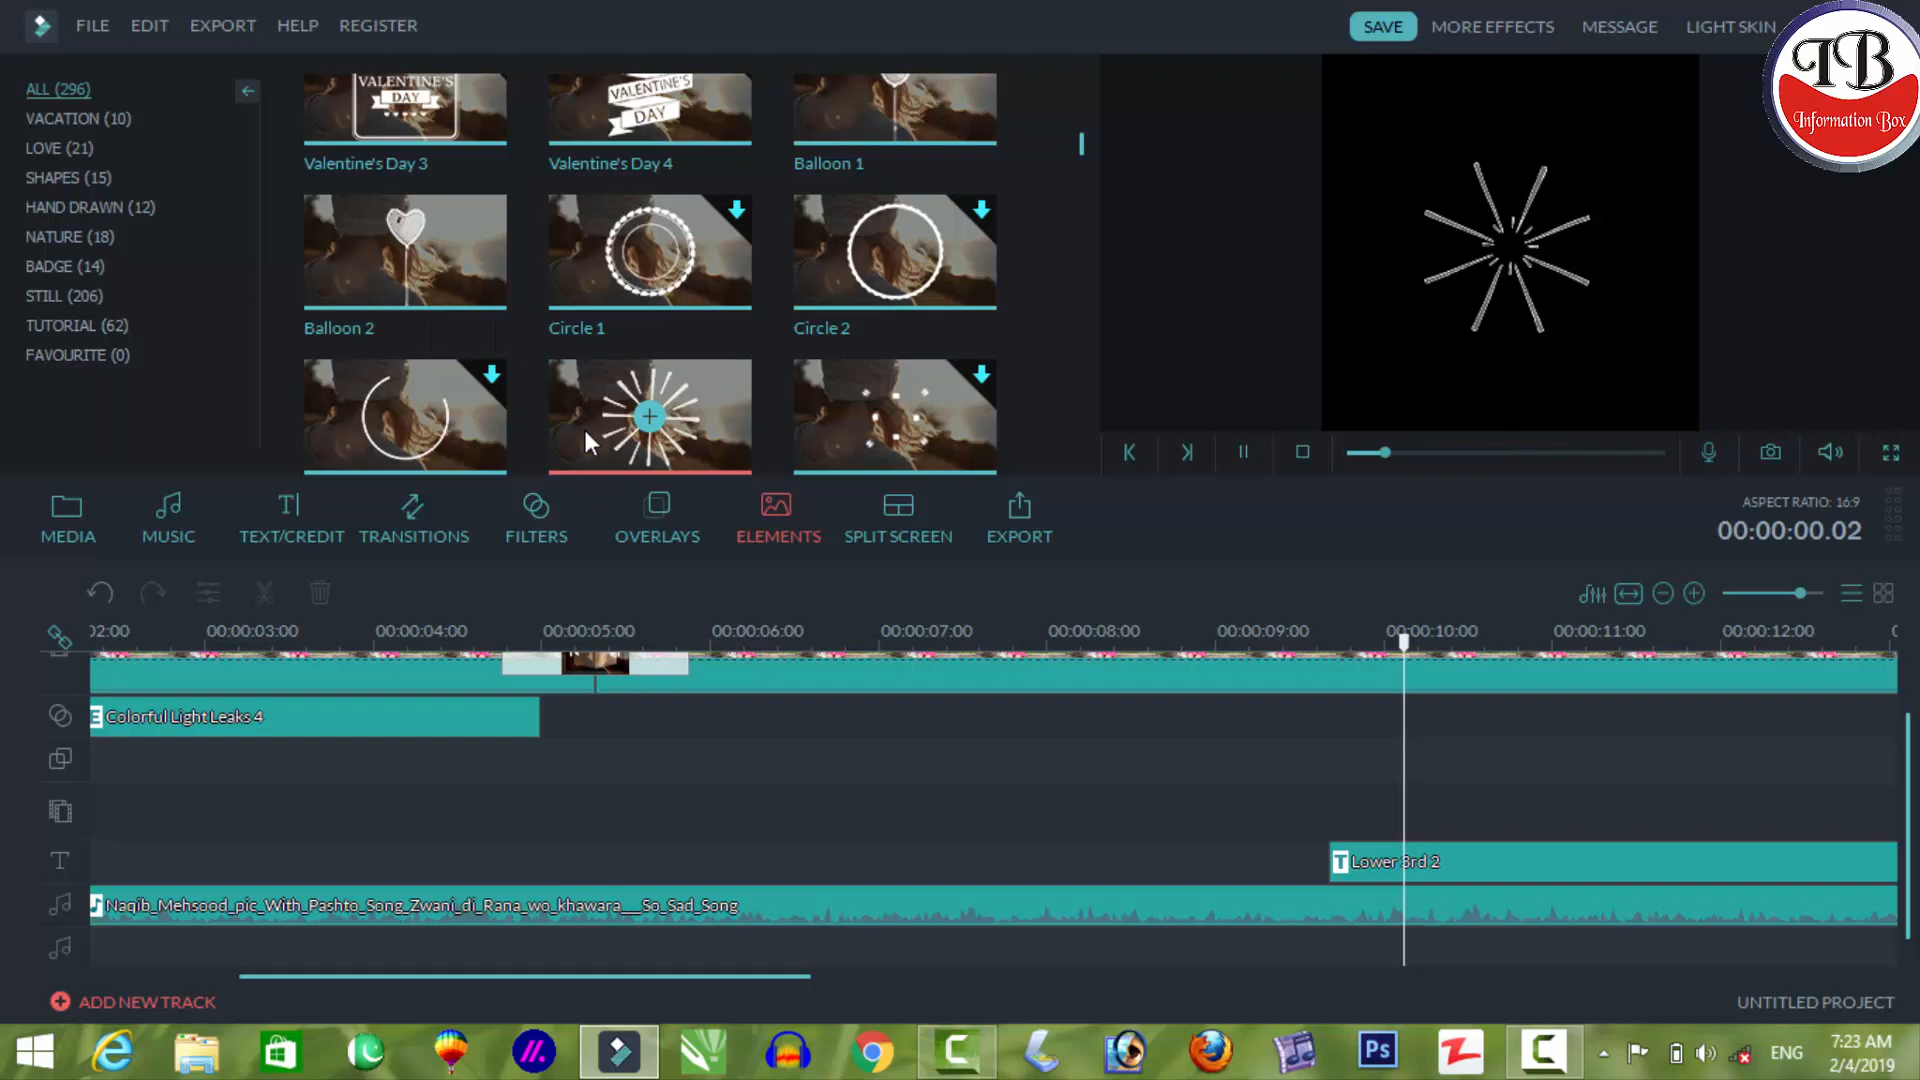 FILE EDIT EXPORT HELP REGISTER
SAVE MORE EFFECTS MESSAGE LIGHT SKIN
TB
Information Box
ALL (296)
VACATION (10)
LOVE (21)
SHAPES (15)
HAND DRAWN (12)
NATURE (18)
BADGE (14)
STILL (206)
TUTORIAL (62)
FAVOURITE (0)
VALENTINE'S
DAY
VALENTINE'S
DAY
Valentine's Day 3
Valentine's Day 4
Balloon 1
Balloon 2
Circle 1
Circle 2
MEDIA
MUSIC
TEXT/CREDIT
TRANSITIONS
FILTERS
OVERLAYS
ELEMENTS
SPLIT SCREEN
EXPORT
ASPECT RATIO: 16:9
00:00:00.02
02:00 00:00:03:00 00:00:04:00 00:00:05:00 00:00:06:00 00:00:07:00 00:00:08:00 00:00:09:00 00:00:10:00 00:00:11:00 00:00:12:00
Colorful Light Leaks 4
T Lower 3rd 2
Naqib_Mehsood_pic_With_Pashto_Song_Zwani_di_Rana_wo_khawara__So_Sad_Song
ADD NEW TRACK
UNTITLED PROJECT
Ps
ENG
7:23 AM
2/4/2019